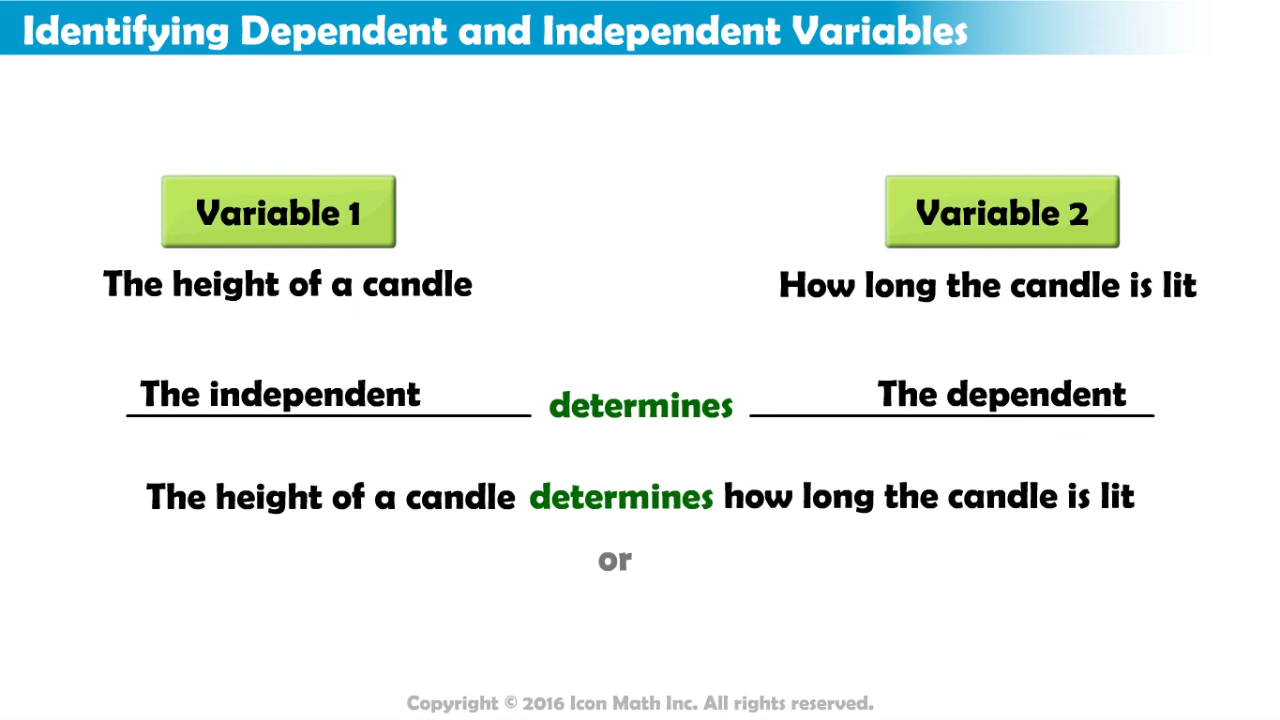 Identifying Dependent and Independent Variables
Variable 1 Variable 2
The height of a candle How long the candle is lit
The independent determines The dependent
The height of a candle determines how long the candle is lit
or
Copyright © 2016 Icon Math Inc. All rights reserved.